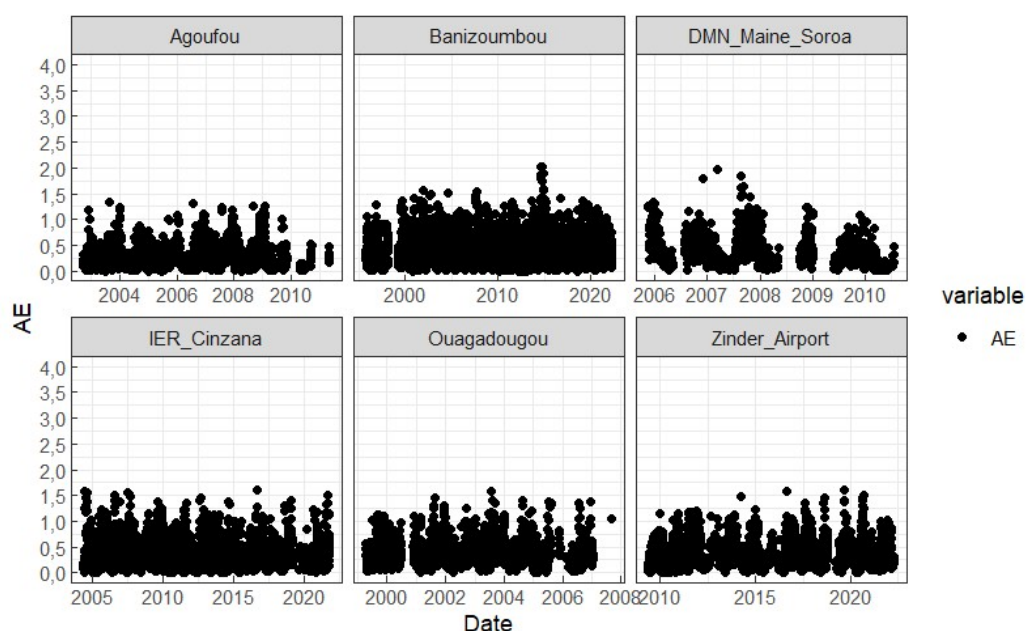 Agoufou Banizoumbou DMN_Maine_Soroa
4,0
3,5
3,0
2,5
2,0
1,5
1,0
0,5
0,0
2004 2006 2008 2010 2000 2010 2020 2006 2007 2008 2009 2010
AE
variable
AE
IER_Cinzana Ouagadougou Zinder_Airport
4,0
3,5
3,0
2,5
2,0
1,5
1,0
0,5
0,0
2005 2010 2015 2020 2000 2002 2004 2006 2008 2010 2015 2020
Date